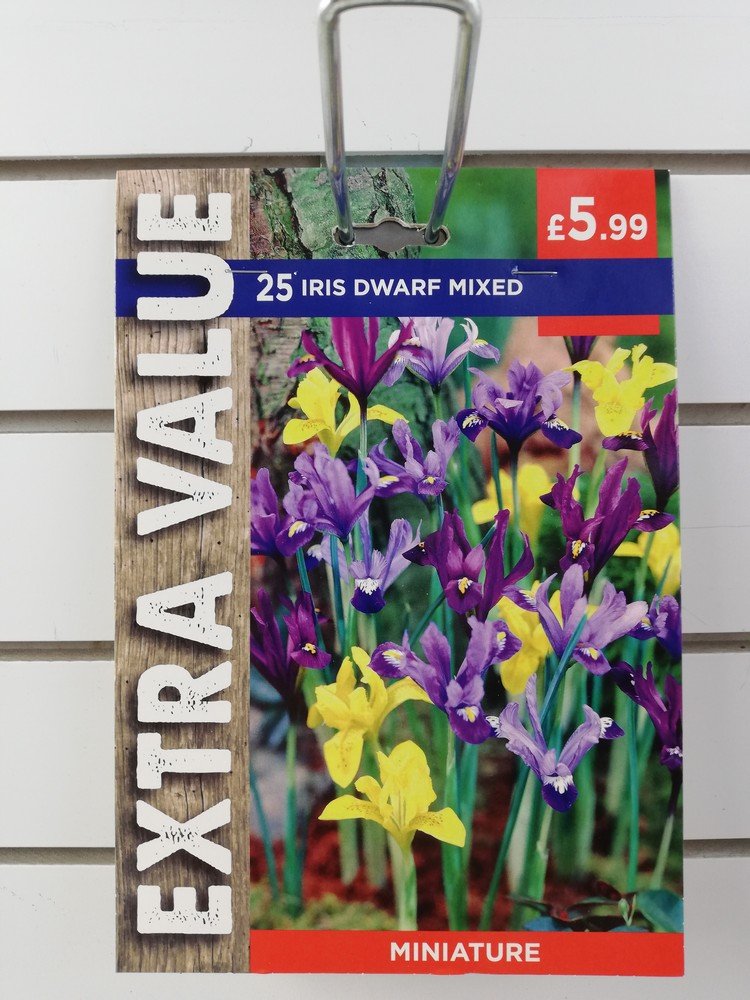 £5.99
25 IRIS DWARF MIXED
EXTRA VALUE
MINIATURE